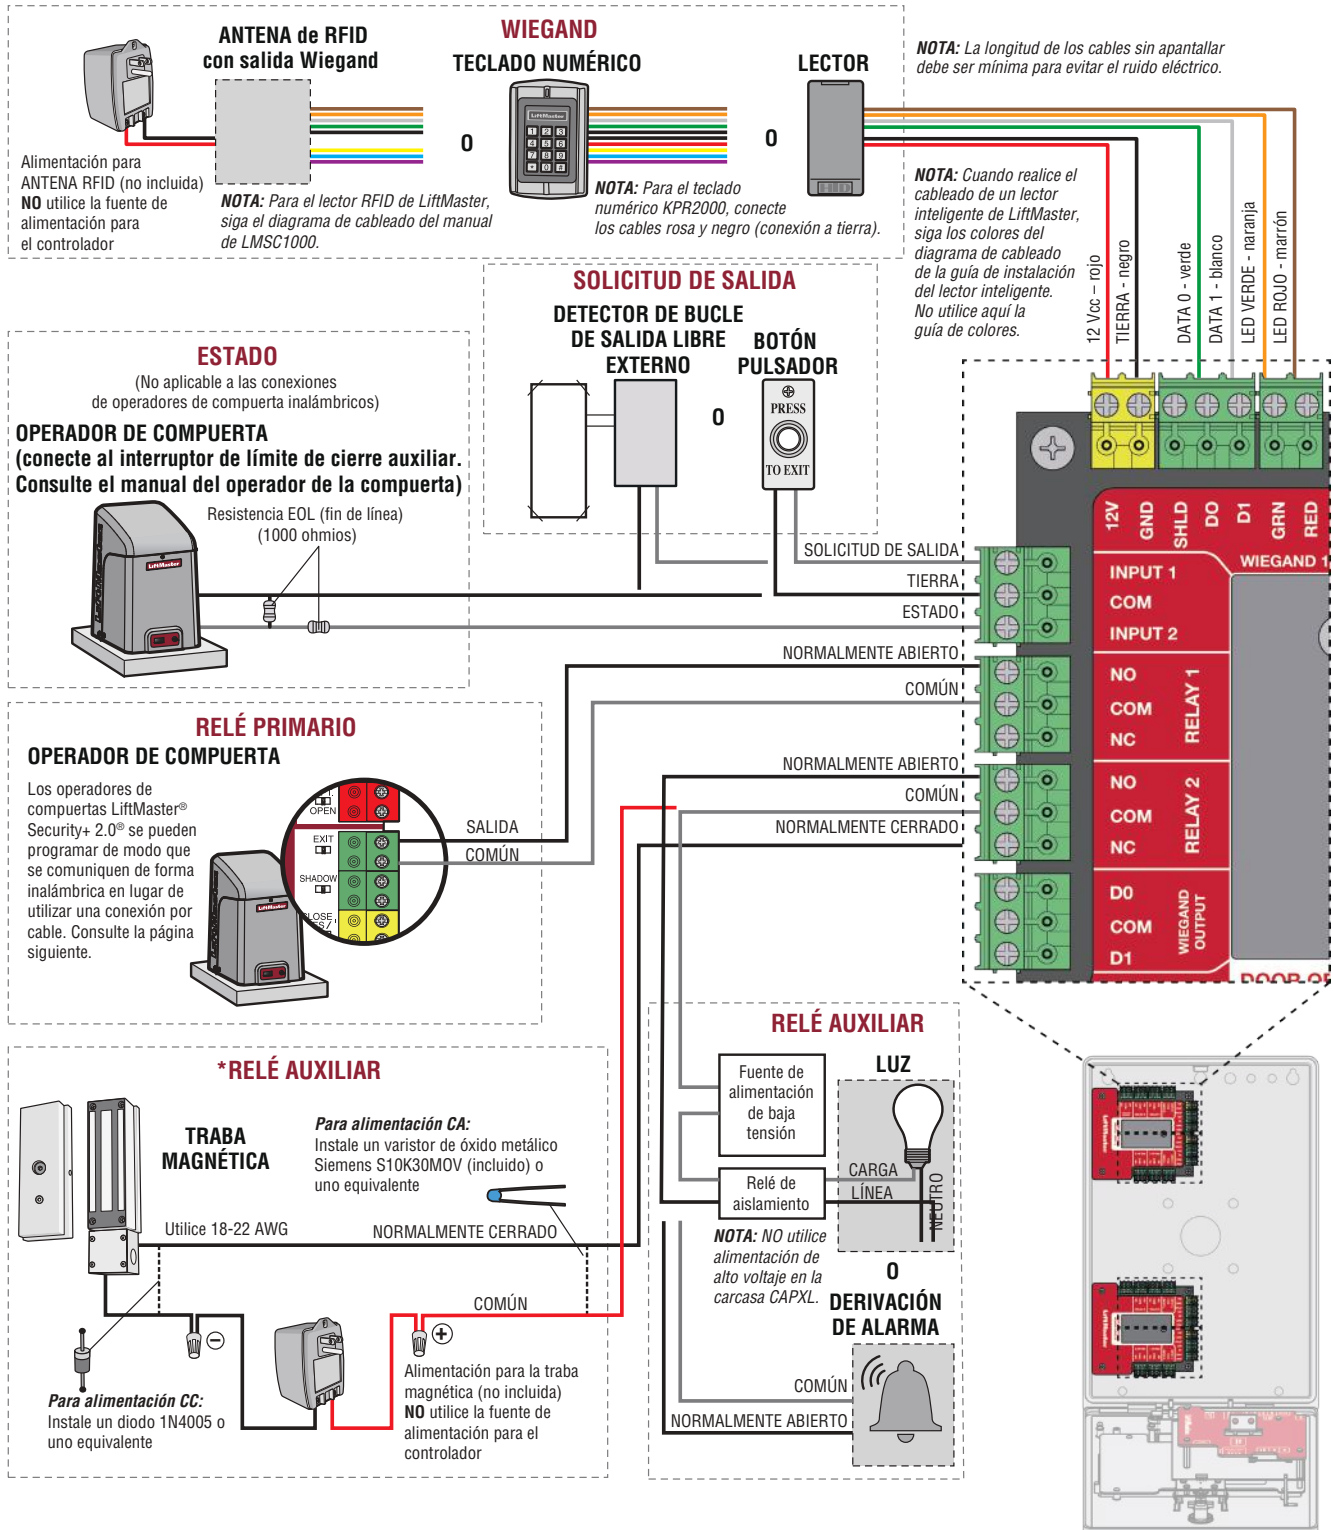 ANTENA de RFID
con salida Wiegand
WIEGAND
TECLADO NUMÉRICO
LECTOR
NOTA: La longitud de los cables sin apantallar
debe ser mínima para evitar el ruido eléctrico.
LiftMaster
1 2 3
4 5 6
7 8 9
* 0 #
O
O
HID
Alimentación para
ANTENA RFID (no incluida)
NO utilice la fuente de
alimentación para
el controlador
NOTA: Para el lector RFID de LiftMaster,
siga el diagrama de cableado del manual
de LMSC1000.
NOTA: Para el teclado
numérico KPR2000, conecte
los cables rosa y negro (conexión a tierra).
NOTA: Cuando realice el
cableado de un lector
inteligente de LiftMaster,
siga los colores del
diagrama de cableado
de la guía de instalación
del lector inteligente.
No utilice aquí la
guía de colores.
12 Vcc – rojo
TIERRA - negro
DATA 0 - verde
DATA 1 - blanco
LED VERDE - naranja
LED ROJO - marrón
SOLICITUD DE SALIDA
DETECTOR DE BUCLE
DE SALIDA LIBRE
EXTERNO
O
BOTÓN
PULSADOR
PRESS
TO EXIT
ESTADO
(No aplicable a las conexiones
de operadores de compuerta inalámbricos)
OPERADOR DE COMPUERTA
(conecte al interruptor de límite de cierre auxiliar.
Consulte el manual del operador de la compuerta)
Resistencia EOL (fin de línea)
(1000 ohmios)
LiftMaster
SOLICITUD DE SALIDA
TIERRA
ESTADO
NORMALMENTE ABIERTO
COMÚN
NORMALMENTE ABIERTO
COMÚN
NORMALMENTE CERRADO
12V
GND
SHLD
DO
D1
GRN
RED
WIEGAND 1
INPUT 1
COM
INPUT 2
NO
COM
NC
RELAY 1
NO
COM
NC
RELAY 2
D0
COM
D1
WIEGAND
OUTPUT
RELÉ PRIMARIO
OPERADOR DE COMPUERTA
Los operadores de
compuertas LiftMaster®
Security+ 2.0® se pueden
programar de modo que
se comuniquen de forma
inalámbrica en lugar de
utilizar una conexión por
cable. Consulte la página
siguiente.
LiftMaster
OPEN
EXIT
SHADOW
SALIDA
COMÚN
*RELÉ AUXILIAR
TRABA
MAGNÉTICA
Para alimentación CA:
Instale un varistor de óxido metálico
Siemens S10K30MOV (incluido) o
uno equivalente
Utilice 18-22 AWG
NORMALMENTE CERRADO
COMÚN
−
+
Para alimentación CC:
Instale un diodo 1N4005 o
uno equivalente
Alimentación para la traba
magnética (no incluida)
NO utilice la fuente de
alimentación para el
controlador
RELÉ AUXILIAR
Fuente de
alimentación
de baja
tensión
LUZ
Relé de
aislamiento
CARGA
LÍNEA
NEUTRO
NOTA: NO utilice
alimentación de
alto voltaje en la
carcasa CAPXL.
O
DERIVACIÓN
DE ALARMA
COMÚN
NORMALMENTE ABIERTO
LiftMaster
LiftMaster